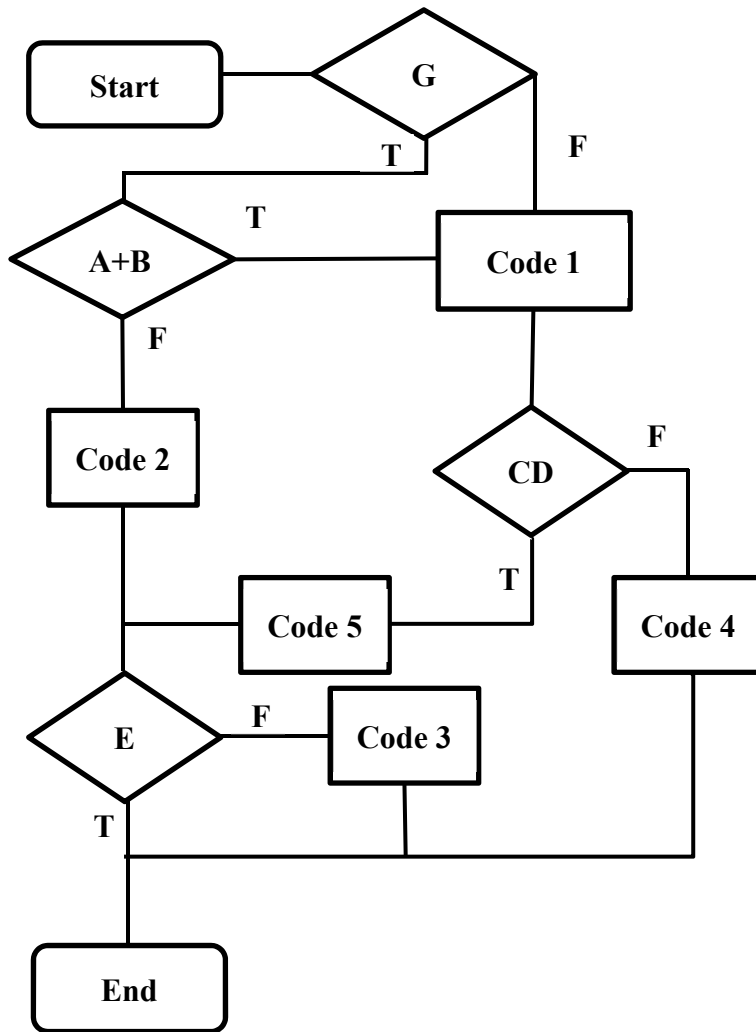 G
Start
T
F
T
A+B
Code 1
F
Code 2
F
CD
T
Code 5
Code 4
F
E
Code 3
T
End